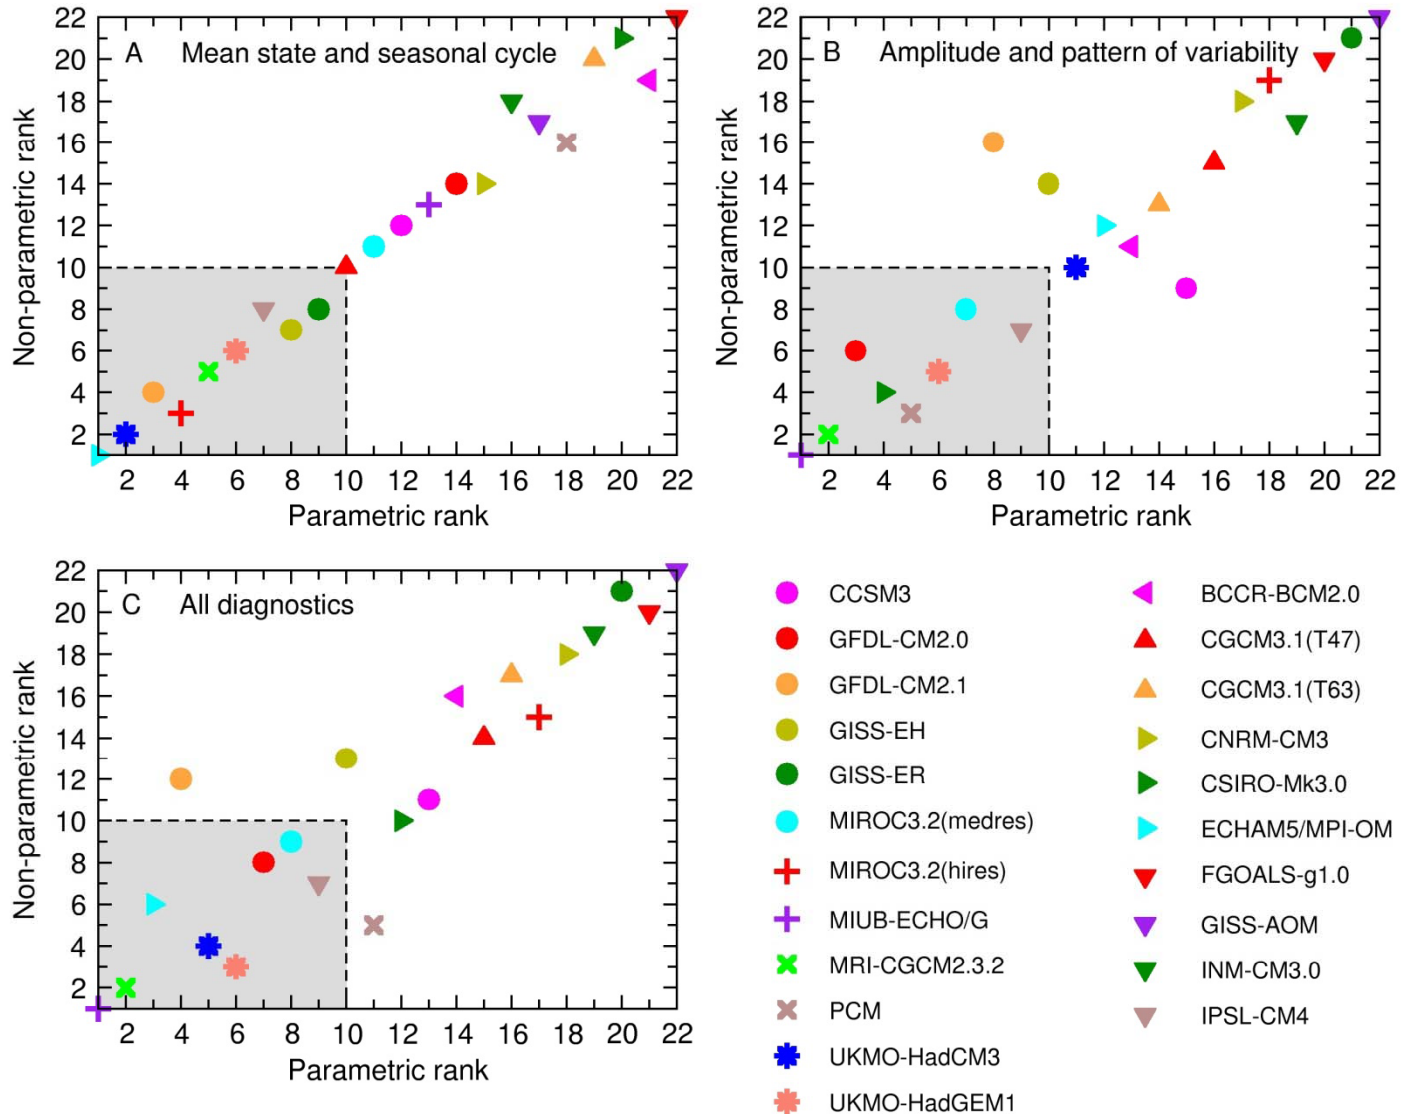 A Mean state and seasonal cycle
22
20
18
16
14
12
10
8
6
4
2
Non-parametric rank
2 4 6 8 10 12 14 16 18 20 22
Parametric rank
B Amplitude and pattern of variability
22
20
18
16
14
12
10
8
6
4
2
Non-parametric rank
2 4 6 8 10 12 14 16 18 20 22
Parametric rank
C All diagnostics
22
20
18
16
14
12
10
8
6
4
2
Non-parametric rank
2 4 6 8 10 12 14 16 18 20 22
Parametric rank
CCSM3
GFDL-CM2.0
GFDL-CM2.1
GISS-EH
GISS-ER
MIROC3.2(medres)
MIROC3.2(hires)
MIUB-ECHO/G
MRI-CGCM2.3.2
PCM
UKMO-HadCM3
UKMO-HadGEM1
BCCR-BCM2.0
CGCM3.1(T47)
CGCM3.1(T63)
CNRM-CM3
CSIRO-Mk3.0
ECHAM5/MPI-OM
FGOALS-g1.0
GISS-AOM
INM-CM3.0
IPSL-CM4